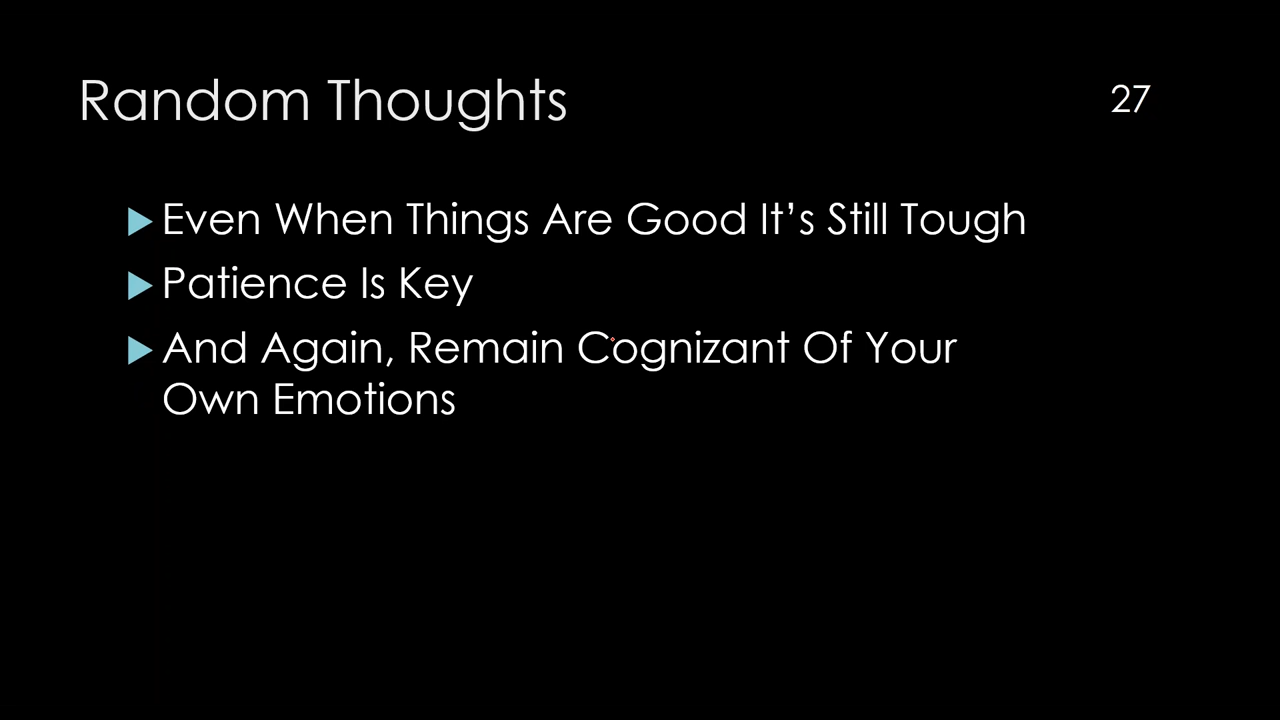 Random Thoughts
27
Even When Things Are Good It’s Still Tough
Patience Is Key
And Again, Remain Cognizant Of Your
Own Emotions